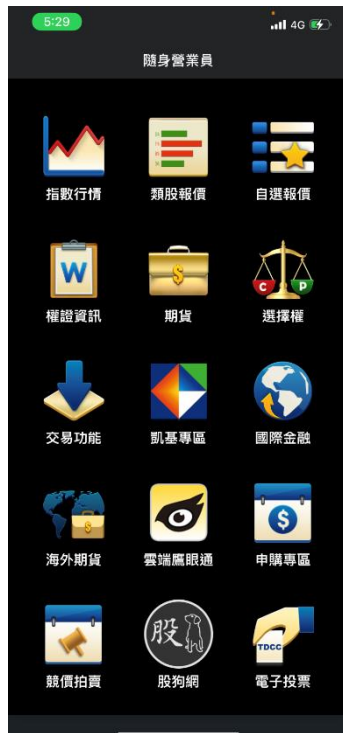 5:29
4G
隨身營業員
指數行情
類股報價
自選報價
W
$
C
P
權證資訊
期貨
選擇權
交易功能
凱基專區
國際金融
$
$
海外期貨
雲端鷹眼通
申購專區
股
TDCC
競價拍賣
股狗網
電子投票